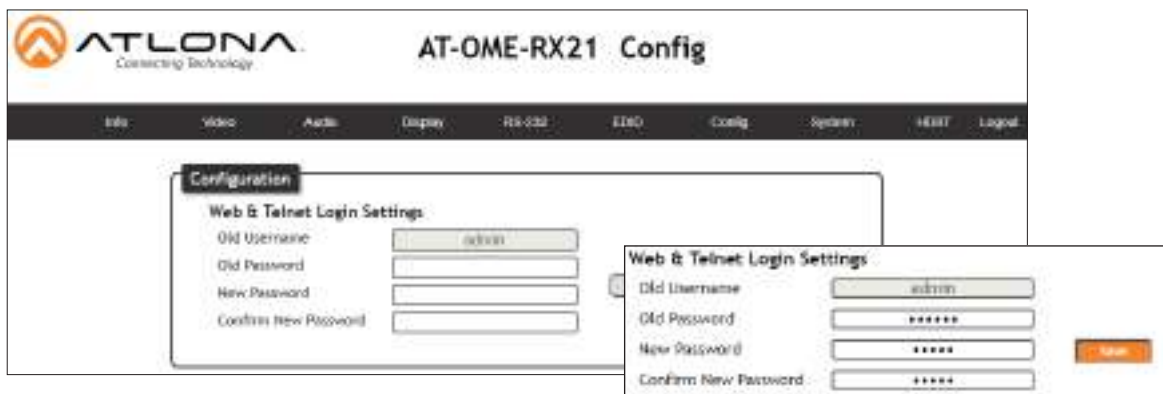 ATLONA
Connecting Technology
AT-OME-RX21 Config
Info Video Audio Display RS-232 EDID Config System HDBT Logout
Configuration
Web & Telnet Login Settings
Old Username admin
Old Password
New Password
Confirm New Password
Web & Telnet Login Settings
Old Username admin
Old Password ••••••
New Password •••••
Save
Confirm New Password •••••